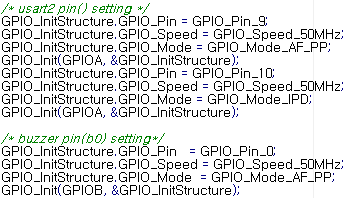 /* usart2 pin() setting */
GPIO_InitStructure.GPIO_Pin = GPIO_Pin_9;
GPIO_InitStructure.GPIO_Speed = GPIO_Speed_50MHz;
GPIO_InitStructure.GPIO_Mode = GPIO_Mode_AF_PP;
GPIO_Init(GPIOA, &GPIO_InitStructure);
GPIO_InitStructure.GPIO_Pin = GPIO_Pin_10;
GPIO_InitStructure.GPIO_Speed = GPIO_Speed_50MHz;
GPIO_InitStructure.GPIO_Mode = GPIO_Mode_IPD;
GPIO_Init(GPIOA, &GPIO_InitStructure);
/* buzzer pin(b0) setting*/
GPIO_InitStructure.GPIO_Pin = GPIO_Pin_0;
GPIO_InitStructure.GPIO_Speed = GPIO_Speed_50MHz;
GPIO_InitStructure.GPIO_Mode = GPIO_Mode_AF_PP;
GPIO_Init(GPIOB, &GPIO_InitStructure);